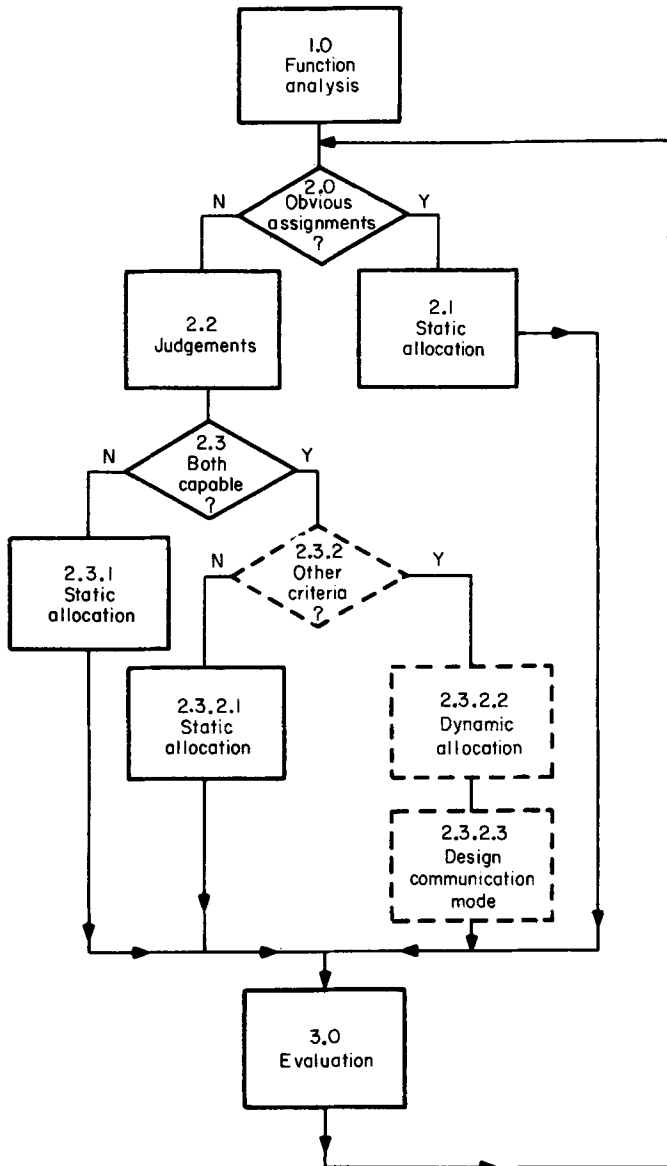 1.0
Function
analysis
2.0
N
Obvious
Y
assignments
?
2.2
Judgements
2.1
Static
allocation
2.3
N
Both
Y
capable
?
2.3.1
Static
allocation
2.3.2
N
Other
Y
criteria
?
2.3.2.1
Static
allocation
2.3.2.2
Dynamic
allocation
2.3.2.3
Design
communication
mode
3.0
Evaluation